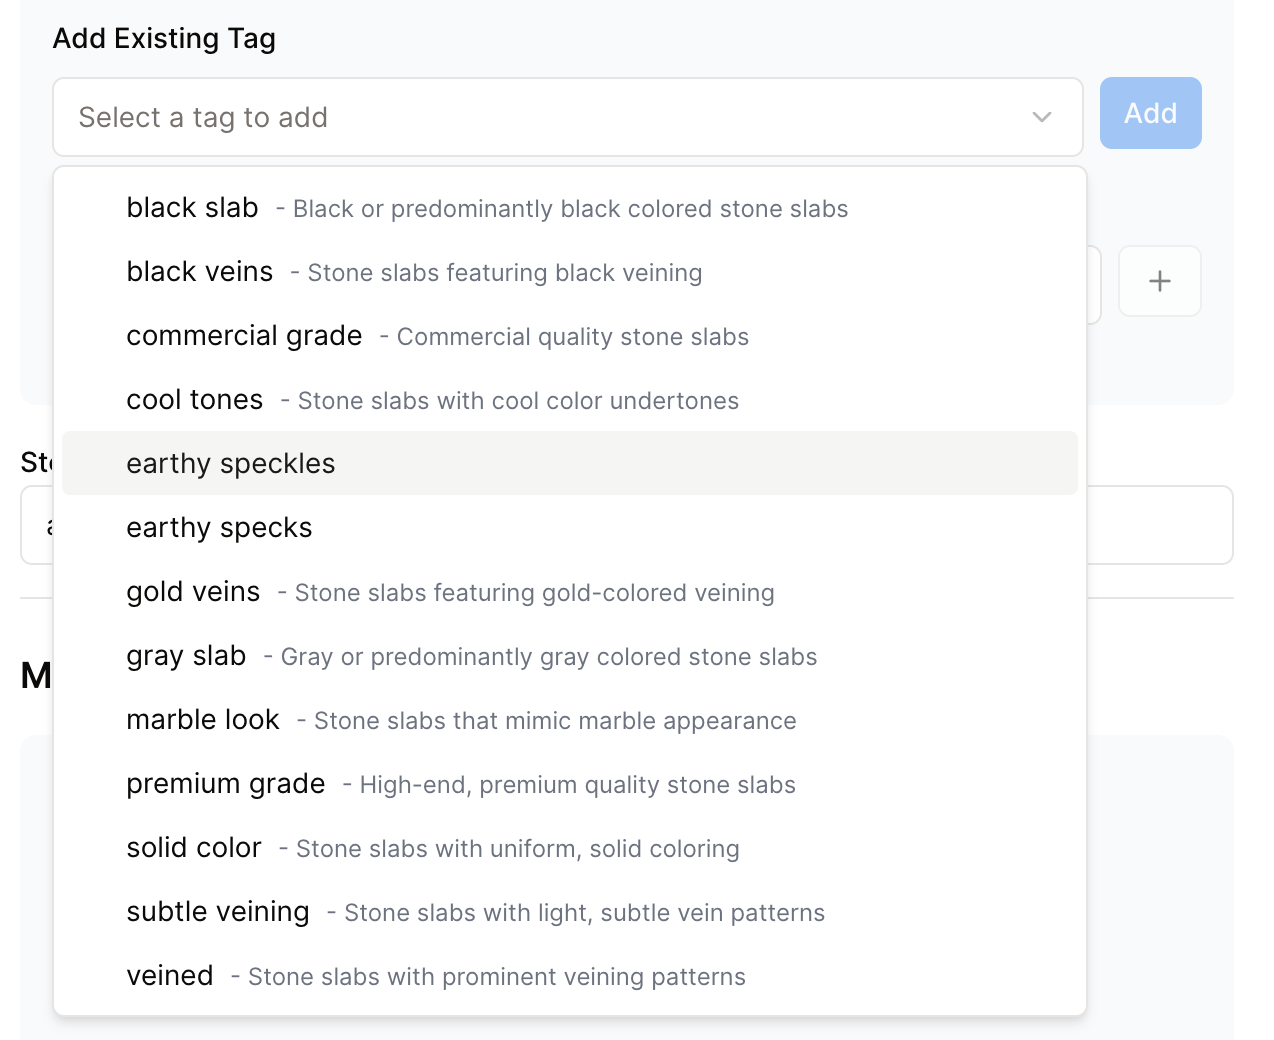 Add Existing Tag
Select a tag to add
Add
black slab - Black or predominantly black colored stone slabs
black veins - Stone slabs featuring black veining
commercial grade - Commercial quality stone slabs
cool tones - Stone slabs with cool color undertones
earthy speckles
earthy specks
gold veins - Stone slabs featuring gold-colored veining
gray slab - Gray or predominantly gray colored stone slabs
marble look - Stone slabs that mimic marble appearance
premium grade - High-end, premium quality stone slabs
solid color - Stone slabs with uniform, solid coloring
subtle veining - Stone slabs with light, subtle vein patterns
veined - Stone slabs with prominent veining patterns